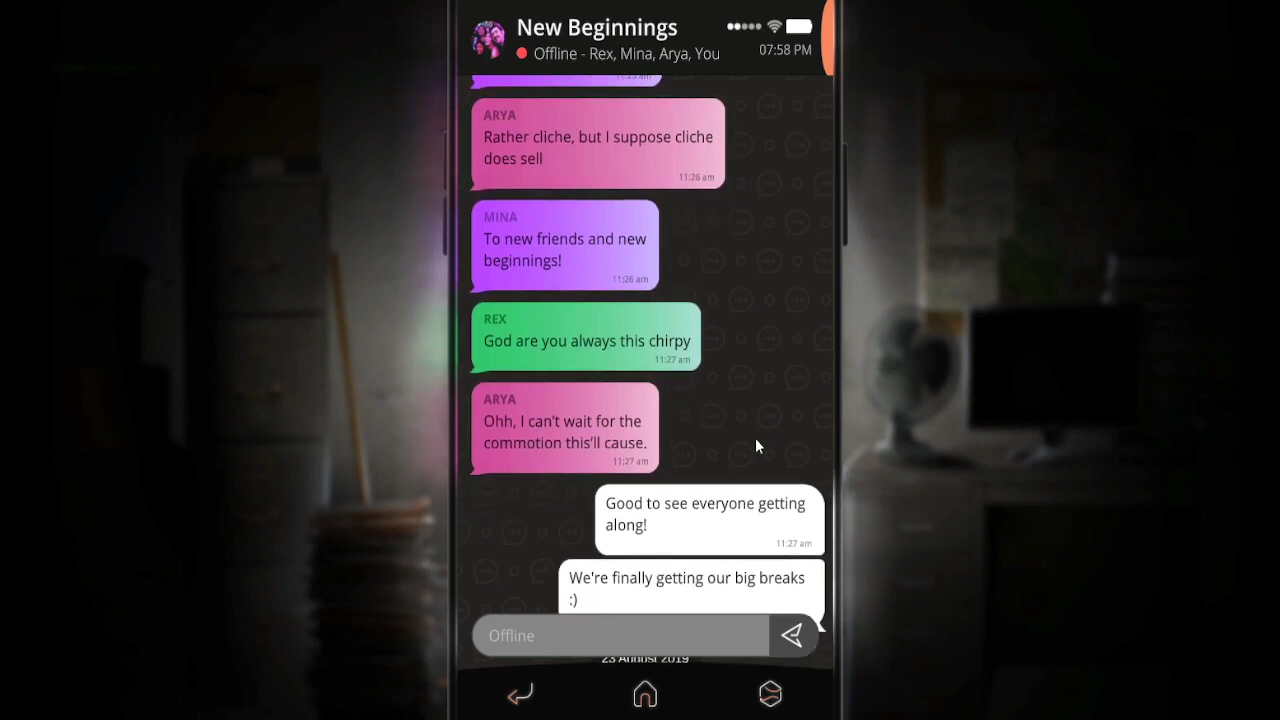 New Beginnings
Offline - Rex, Mina, Arya, You
07:58 PM
ARYA
Rather cliche, but I suppose cliche
does sell
11:26 am
MINA
To new friends and new
beginnings!
11:26 am
REX
God are you always this chirpy
11:27 am
ARYA
Ohh, I can't wait for the
commotion this'll cause.
11:27 am
Good to see everyone getting
along!
11:27 am
We're finally getting our big breaks
:)
Offline
23 August 2019